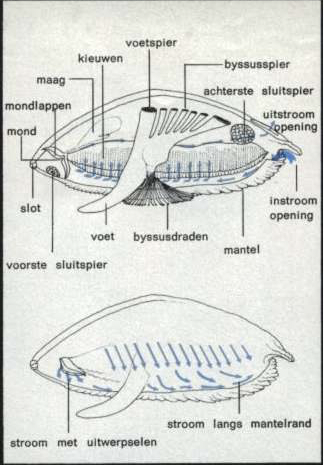 voetspier
kieuwen
byssusspier
maag
achterste sluitspier
mondlappen
uitstroom
opening
mond
slot
instroom
opening
voet
byssusdraden
mantel
voorste sluitspier
stroom langs mantelrand
stroom met uitwerpselen